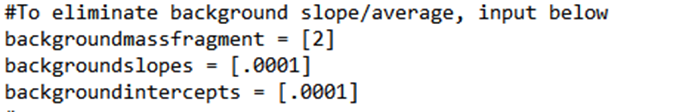 #To eliminate background slope/average, input below
backgroundmassfragment = [2]
backgroundslopes = [.0001]
backgroundintercepts = [.0001]